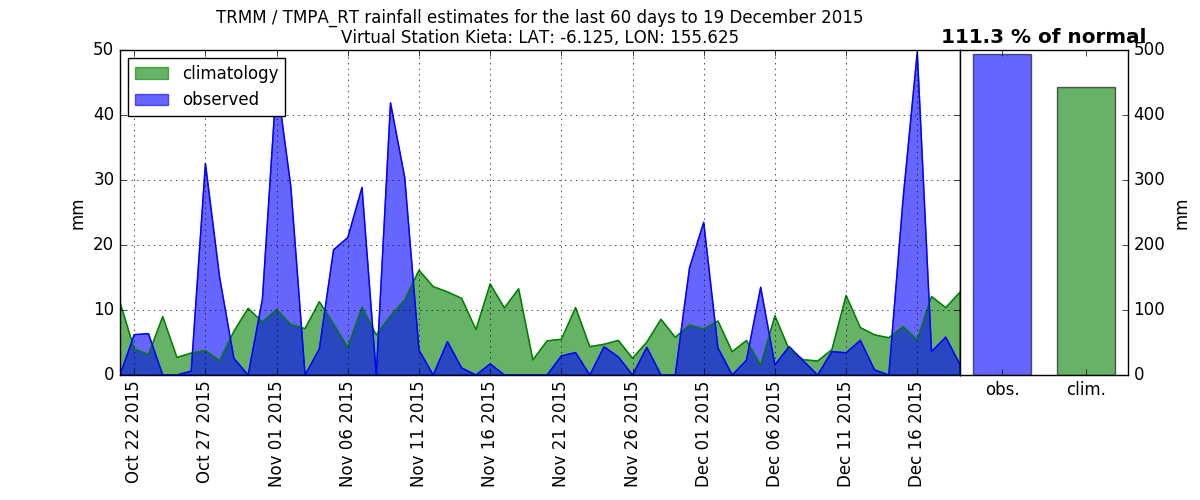 TRMM / TMPA_RT rainfall estimates for the last 60 days to 19 December 2015
Virtual Station Kieta: LAT: -6.125, LON: 155.625
111.3 % of normal
climatology
observed
mm
50
40
30
20
10
0
Oct 22 2015
Oct 27 2015
Nov 01 2015
Nov 06 2015
Nov 11 2015
Nov 16 2015
Nov 21 2015
Nov 26 2015
Dec 01 2015
Dec 06 2015
Dec 11 2015
Dec 16 2015
500
400
300
200
100
0
mm
obs.
clim.